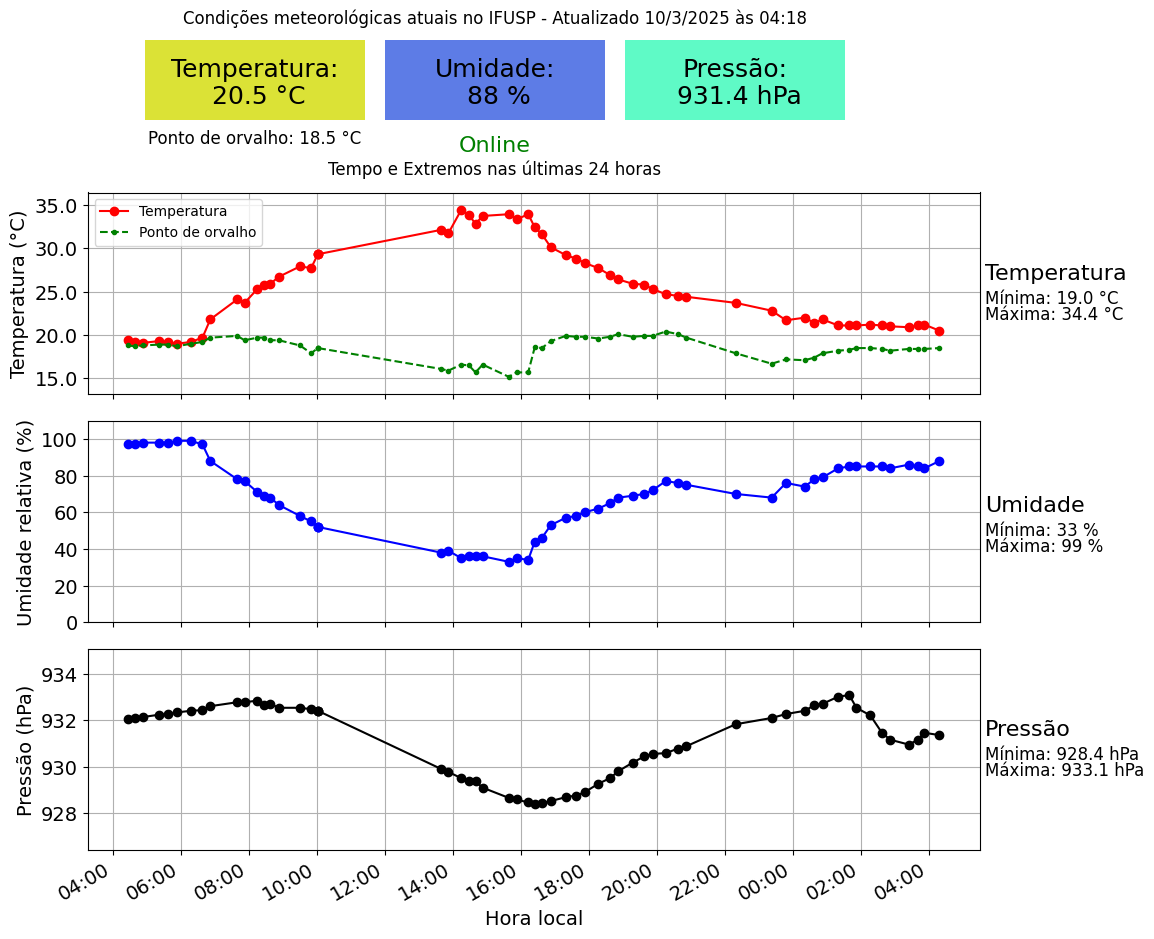 Condições meteorológicas atuais no IFUSP - Atualizado 10/3/2025 às 04:18
Temperatura:
20.5 °C
Umidade:
88 %
Pressão:
931.4 hPa
Ponto de orvalho: 18.5 °C
Online
Tempo e Extremos nas últimas 24 horas
Temperatura (°C)
35.0
30.0
25.0
20.0
15.0
Temperatura
Ponto de orvalho
Temperatura
Mínima: 19.0 °C
Máxima: 34.4 °C
Umidade relativa (%)
100
80
60
40
20
0
Umidade
Mínima: 33 %
Máxima: 99 %
Pressão (hPa)
934
932
930
928
Pressão
Mínima: 928.4 hPa
Máxima: 933.1 hPa
04:00
06:00
08:00
10:00
12:00
14:00
16:00
18:00
20:00
22:00
00:00
02:00
04:00
Hora local